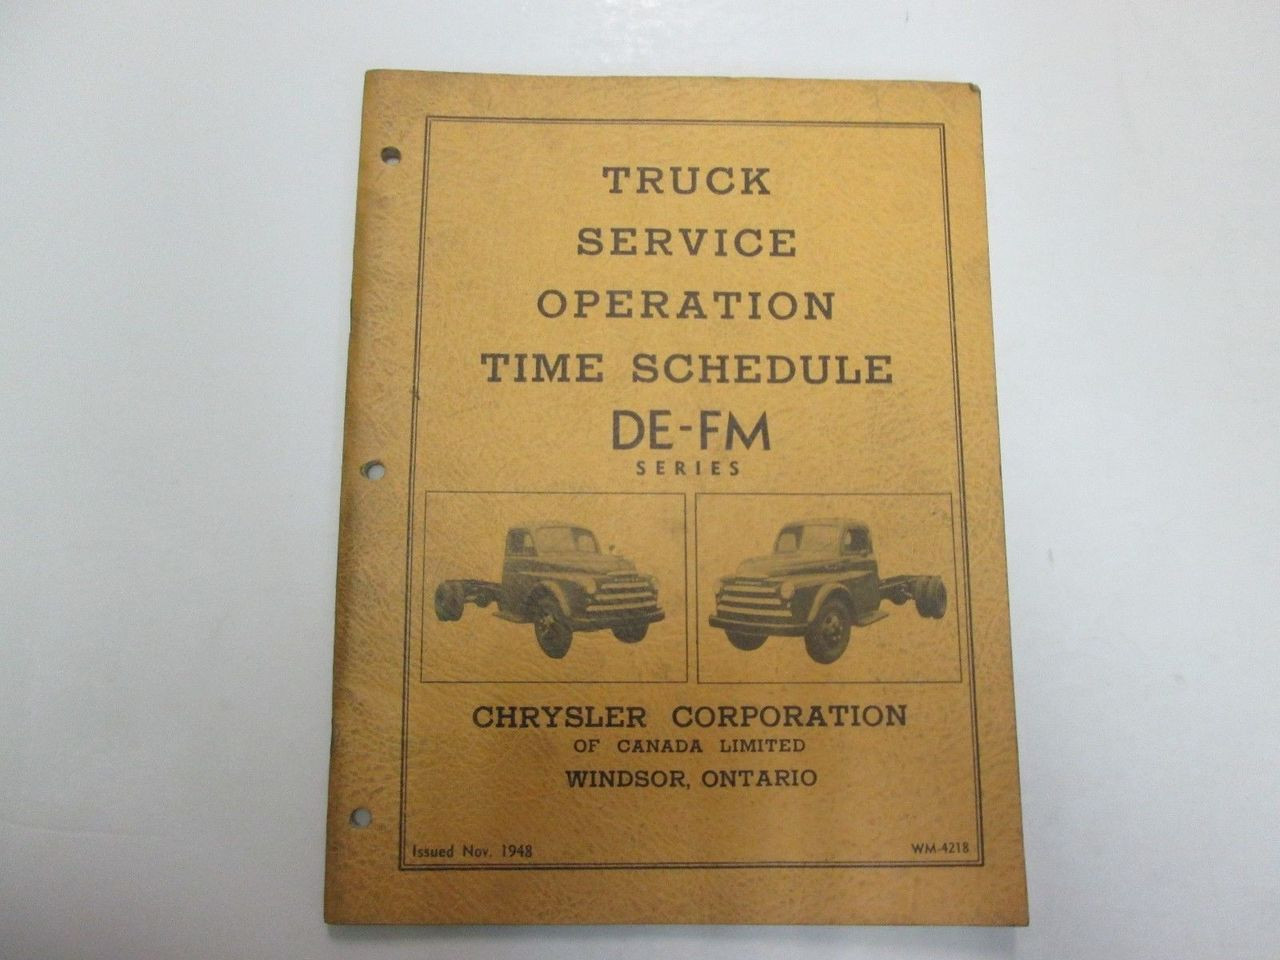 TRUCK
SERVICE
OPERATION
TIME SCHEDULE
DE-FM
SERIES
CHRYSLER CORPORATION
OF CANADA LIMITED
WINDSOR, ONTARIO
Issued Nov. 1948
WM-4218